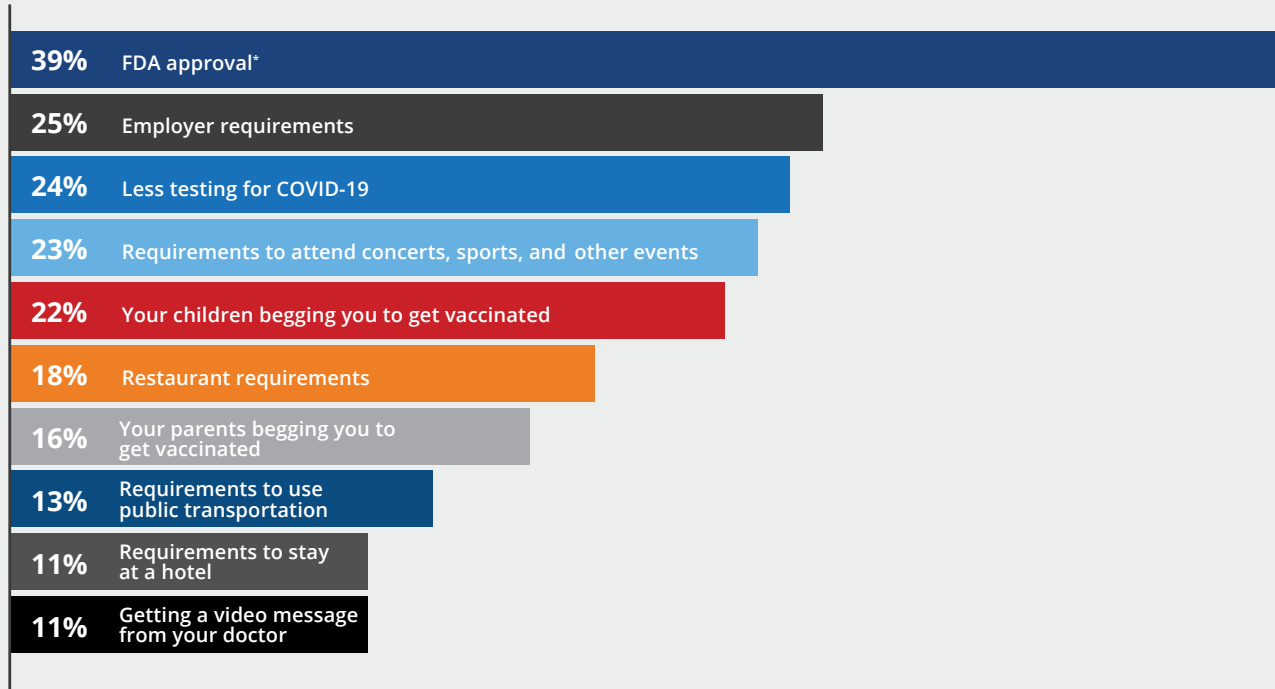 39% FDA approval*
25% Employer requirements
24% Less testing for COVID-19
23% Requirements to attend concerts, sports, and other events
22% Your children begging you to get vaccinated
18% Restaurant requirements
16% Your parents begging you to
get vaccinated
13% Requirements to use
public transportation
11% Requirements to stay
at a hotel
11% Getting a video message
from your doctor